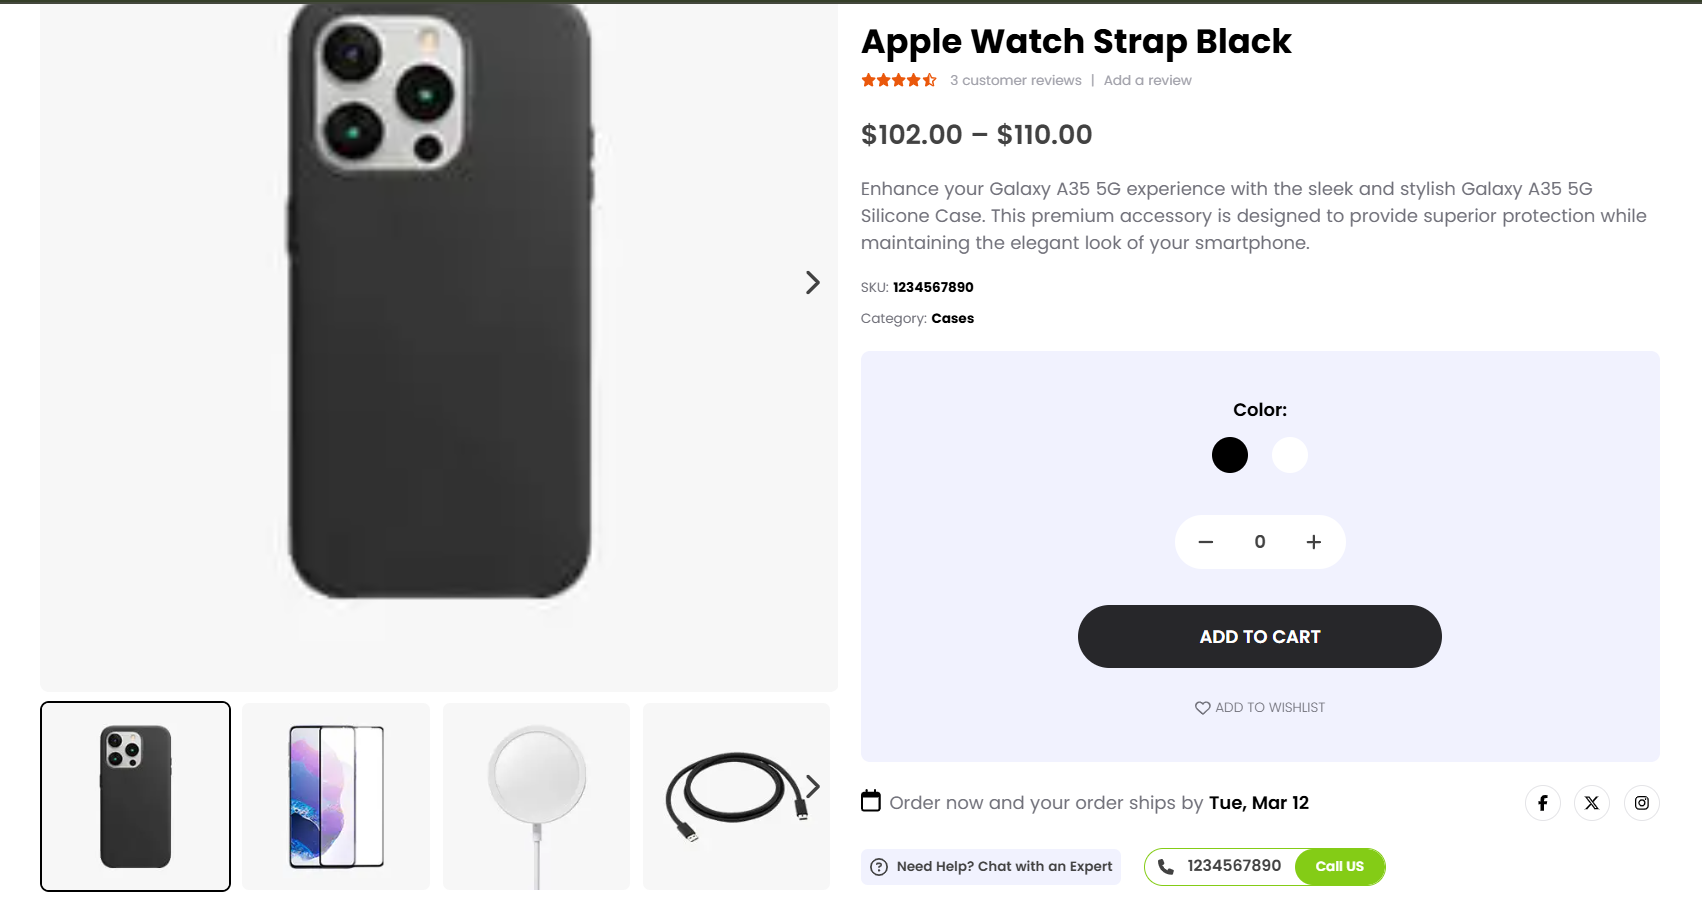 Apple Watch Strap Black
3 customer reviews | Add a review
$102.00 – $110.00
Enhance your Galaxy A35 5G experience with the sleek and stylish Galaxy A35 5G
Silicone Case. This premium accessory is designed to provide superior protection while
maintaining the elegant look of your smartphone.
SKU: 1234567890
Category: Cases
Color:
0
ADD TO CART
ADD TO WISHLIST
Order now and your order ships by Tue, Mar 12
Need Help? Chat with an Expert
1234567890
Call US